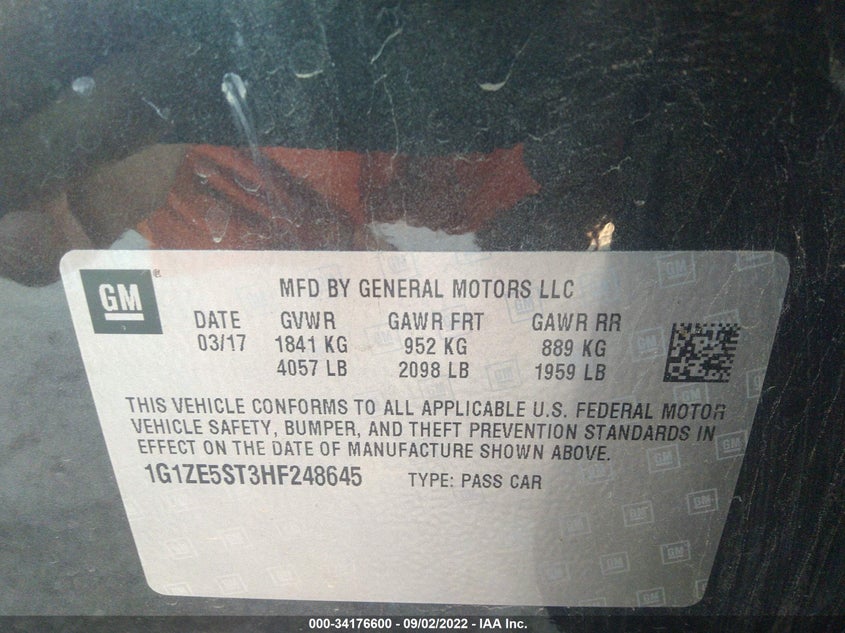 GM
MFD BY GENERAL MOTORS LLC
DATE GVWR GAWR FRT GAWR RR
03/17 1841 KG 952 KG 889 KG
4057 LB 2098 LB 1959 LB
THIS VEHICLE CONFORMS TO ALL APPLICABLE U.S. FEDERAL MOTOR
VEHICLE SAFETY, BUMPER, AND THEFT PREVENTION STANDARDS IN
EFFECT ON THE DATE OF MANUFACTURE SHOWN ABOVE.
1G1ZE5ST3HF248645 TYPE: PASS CAR
000-34176600 - 09/02/2022 - IAA Inc.